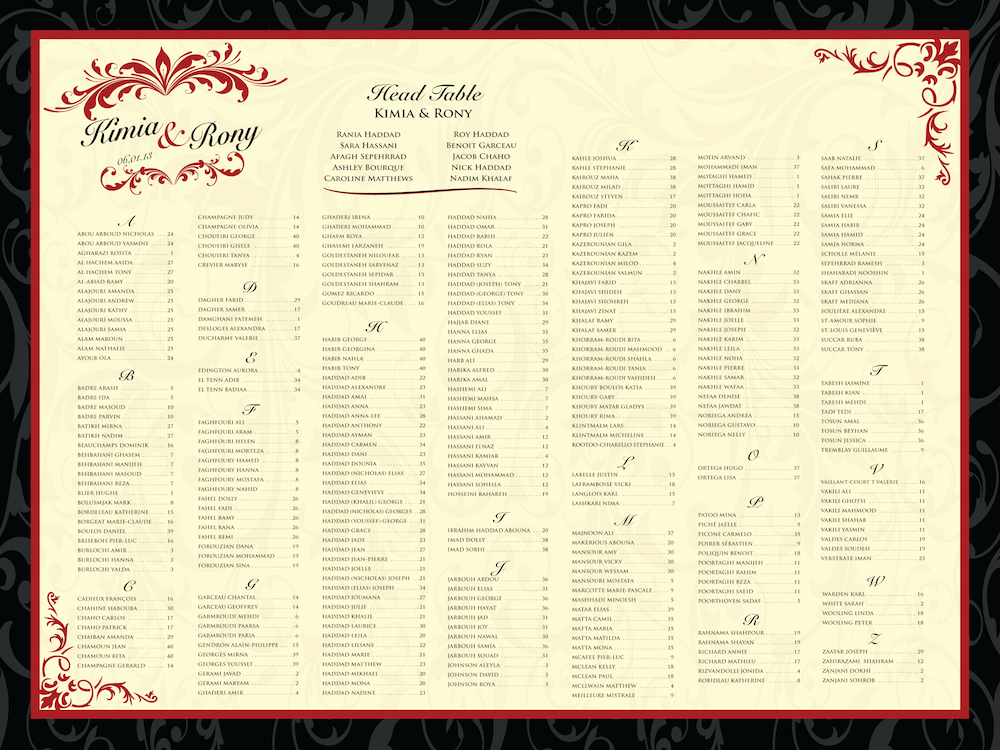 Kimia & Rony
06.01.13
Head Table
KIMIA & RONY
RANIA HADDAD
SARA HASSANI
AFAGH SEPEHRRAD
ASHLEY BOURQUE
CAROLINE MATTHEWS
ROY HADDAD
BENOIT GARCEAU
JACOB CHAHO
NICK HADDAD
NADIM KHALAF
A
ABOU ABBOUD NICHOLAS 24
ABOU ABBOUD YASMINE 24
AGHARAZI ROSITA 1
AL HACHEM AAIDA 27
AL HACHEM TONY 27
AL-ABIAD RAMY 20
ALAJOURI AMANDA 25
ALAJOURI ANDREW 25
ALAJOURI KATHY 25
ALAJOURI MOUSSA 25
ALAJOURI SAMIA 25
ALAM MAROUN 25
ALAM NATHALIE 25
AYOUB OLA 24
B
BADRE ARASH 5
BADRE IDA 5
BADRE MASOUD 10
BADRE PARVIN 10
BATIKH MIRNA 27
BATIKH NADIM 27
BEAUCHAMPS DOMINIK 16
BEHBAHANI GHASEM 7
BEHBAHANI MANIJEH 7
BEHBAHANI MASOUD 7
BEHBAHANI REZA 7
BLIER HUGHE 1
BOLUSMJAK MARK 8
BORDELEAU KATHERINE 15
BORGEAT MARIE-CLAUDE 16
BOULOS DANIEL 39
BRISEBOIS PIER-LUC 16
BURLOCHI AMIR 3
BURLOCHI HANNA 3
BURLOCHI VALDA 3
C
CADIEUX FRANÇOIS 16
CHAHINE HABOUBA 30
CHAHO CARLOS 17
CHAHO PATRICK 17
CHAIBAN AMANDA 29
CHAMOUN JEAN 40
CHAMOUN RITA 40
CHAMPAGNE GERARLD 14
CHAMPAGNE JUDY 14
CHAMPAGNE OLIVIA 14
CHOUEIRI GEORGE 40
CHOUEIRI GISELE 40
CHOUEIRI TANYA 4
CREVIER MARYSE 16
D
DAGHER FARID 29
DAGHER SAMER 17
DAMGHANI FATEMEH 1
DESLOGES ALEXANDRA 17
DUCHARME VALERIE 37
E
EDINGTON AURORA 4
EL TENN ADIB 34
EL TENN BADIAA 34
F
FAGHFOURI ALI 5
FAGHFOURI ARAM 5
FAGHFOURI HELEN 8
FAGHFOURI MORTEZA 8
FAGHFOURY HAMED 8
FAGHFOURY HANNA 8
FAGHFOURY MOSTAFA 8
FAGHFOURY NAHID 8
FAHEL DOLLY 26
FAHEL FADI 26
FAHEL RAMY 26
FAHEL RANA 26
FAHEL REMI 26
FOROUZIAN DANA 19
FOROUZIAN MOHAMMAD 19
FOROUZIAN SINA 19
G
GARCEAU CHANTAL 14
GARCEAU GEOFFREY 14
GARMROUDI MEHDI 6
GARMROUDI PAARSA 6
GARMROUDI PARIA 6
GENDRON ALAIN-PHILIPPE 15
GEORGES MIRNA 39
GEORGES YOUSSEF 39
GERAMI JAVAD 2
GERAMI MARYAM 2
GHADERI AMIR 4
GHADERI IRENA 10
GHADERI MOHAMMAD 10
GHAEM ROYA 12
GHASEMI FARZANEH 19
GOLDESTANEH NILOUFAR 13
GOLDESTANEH SARVENAZ 13
GOLDESTANEH SEPIDAR 13
GOLDESTANEH SHAHRAM 13
GOMEZ RICARDO 15
GOUDREAU MARIE-CLAUDE 16
H
HABIB GEORGE 40
HABIB GEORGINA 40
HABIB NAHLA 40
HABIB TONY 40
HADDAD ADIB 22
HADDAD ALEXANDRE 23
HADDAD AMAL 31
HADDAD ANNA 23
HADDAD ANNA-LEE 28
HADDAD ANTHONY 22
HADDAD AYMAN 23
HADDAD CARMEN 21
HADDAD DANI 23
HADDAD DOUNIA 35
HADDAD (NICHOLAS) ELIAS 27
HADDAD ELIAS 34
HADDAD GENEVIÈVE 34
HADDAD (KHALIL) GEORGE 21
HADDAD (NICHOLAS) GEORGES 28
HADDAD (YOUSSEF) GEORGE 31
HADDAD GRACE 28
HADDAD JADE 23
HADDAD JEAN 27
HADDAD JEAN-PIERRE 21
HADDAD JOELLE 21
HADDAD (NICHOLAS) JOSEPH 21
HADDAD (ELIAS) JOSEPH 34
HADDAD JOUMANA 27
HADDAD JULIE 21
HADDAD KHALIL 21
HADDAD LAURICE 30
HADDAD LEILA 20
HADDAD LILIANE 22
HADDAD MARIE 21
HADDAD MATTHEW 23
HADDAD MIKHAEL 20
HADDAD MONA 20
HADDAD NADINE 23
HADDAD NAHIA 28
HADDAD OMAR 31
HADDAD RABIH 22
HADDAD ROLA 21
HADDAD RYAN 23
HADDAD SUZY 34
HADDAD TANYA 28
HADDAD (JOSEPH) TONY 21
HADDAD (GEORGE) TONY 30
HADDAD (ELIAS) TONY 34
HADDAD YOUSSEF 31
HAJJAR DIANE 29
HANNA ELIAS 35
HANNA GEORGE 35
HANNA GHADA 35
HARB ALI 29
HARIKA ALFRED 30
HARIKA AMAL 30
HASHEMI ALI 7
HASHEMI MAHSA 7
HASHEMI SIMA 7
HASSANI AHAMAD 2
HASSANI ALI 4
HASSANI AMIR 12
HASSANI ELNAZ 12
HASSANI KAMIAR 4
HASSANI KAYVAN 12
HASSANI MOHAMMAD 12
HASSANI SOHEILA 12
HOSSEINI BAHAREH 19
I
IBRAHIM HADDAD ABOUNA 20
IMAD DOLLY 38
IMAD SOBHI 38
J
JARBOUH ABDOU 36
JARBOUH ELIAS 31
JARBOUH GEORGE 36
JARBOUH HAYAT 36
JARBOUH JAD 31
JARBOUH JOY 31
JARBOUH NAWAL 30
JARBOUH SAMIA 36
JARBOUH SOUAD 31
JOHNSON ALEYLA 3
JOHNSON DAVID 3
JOHNSON ROYA 3
K
KAHLE JOSHUA 28
KAHLE STEPHANIE 28
KAIROUZ MAHA 38
KAIROUZ MILAD 38
KAIROUZ STEVEN 17
KAPRO FADI 20
KAPRO FARIDA 20
KAPRO JOSEPH 20
KAPRO JULIEN 20
KAZEROUNIAN GILA 2
KAZEROUNIAN KAZEM 2
KAZEROUNIAN MILOD 4
KAZEROUNIAN SALMUN 2
KHAJAVI FARID 13
KHAJAVI SHIDEH 13
KHAJAVI SHOHREH 13
KHAJAVI ZINAT 13
KHALAF RAMY 29
KHALAF SAMER 29
KHORRAM-ROUDI BITA 6
KHORRAM-ROUDI MAHMOOD 6
KHORRAM-ROUDI SHAHLA 6
KHORRAM-ROUDI TANIA 6
KHORRAM-ROUDI VAHIDEH 6
KHOURY BOULOS KATIA 39
KHOURY GABY 39
KHOURY MATAR GLADYS 39
KHOURY RIMA 39
KLINTMALM LARS 14
KLINTMALM MICHELINE 14
KOOTOO CHIARELLO STEPHANIE 4
L
LABELLE JUSTIN 15
LAFRAMBOISE VICKE 18
LANGLOIS KARL 15
LASHKARI NIMA 7
M
MAJNOON ALI 37
MAKERIOUS ABOUNA 20
MANSOUR AMY 30
MANSOUR VICKY 30
MANSOUR WESSAM 30
MANSOURI MOSTAFA 5
MARCOTTE MARIE-PASCALE 9
MASHHADI MINOESH 5
MATAR ELIAS 39
MATTA CAMIL 35
MATTA MARIA 35
MATTA MATILDA 35
MATTA MONA 35
MCAFEE PIER-LUC 9
MCLEAN KELLY 18
MCLEAN PAUL 18
MCLLWAIN MATTHEW 4
MEILLEURE MISTRALE 9
MOEIN ARVAND 3
MOHAMMADI IMAN 37
MOTAGHI HAMED 1
MOTTAGHI HAMID 1
MOTTAGHI HODA 1
MOUSSAITEF CARLA 22
MOUSSAITEF CHAFIC 22
MOUSSAITEF GABY 22
MOUSSAITEF GRACE 22
MOUSSAITEF JACQUELINE 22
N
NAKHLE AMIN 32
NAKHLE CHARBEL 33
NAKHLE DANY 33
NAKHLE GEORGE 32
NAKHLE IBRAHIM 33
NAKHLE JOELLE 33
NAKHLE JOSEPH 32
NAKHLE KARIM 33
NAKHLE LEILA 33
NAKHLE NOHA 32
NAKHLE PIERRE 33
NAKHLE SAMAR 32
NAKHLE WAFAA 33
NEFAA DENISE 38
NEFAA JAWDAT 38
NORIEGA ANDREA 15
NORIEGA GUSTAVO 10
NORIEGA NELLY 10
O
ORTEGA HUGO 37
ORTEGA LISA 37
P
PATOO MINA 13
PICHÉ JAËLLE 9
PICONE CARMELO 35
POIRER SÉBASTIEN 9
POLIQUIN BENOIT 18
POORTAGHI MANIJEH 11
POORTAGHI RAHIM 11
POORTAGHI REZA 11
POORTAGHI SAEID 11
POORTHOVEN SADAF 5
R
RAHNAMA SHAHPOUR 19
RAHNAMA SHAYAN 19
RICHARD ANNIE 17
RICHARD MATHIEU 17
RIZVANDOLLI JONIDA 4
ROBIDEAU KATHERINE 8
S
SAAB NATALIE 37
SAFA MOHAMMAD 6
SAHAK PIERRE 37
SALIBI LAURE 32
SALIBI NEMR 32
SALIBI VANESSA 32
SAMIA ELIE 24
SAMIA HABIB 24
SAMIA HAMID 24
SAMIA NORMA 24
SCHOLLE MÉLANIE 15
SEPEHRRAD RAMESH 3
SHAHABADI NOOSHIN 1
SKAFF ADRIANNA 26
SKAFF GHASSAN 26
SKAFF MEDIANA 26
SOULIÈRE ALEXANDRE 15
ST-AMOUR SOPHIE 9
ST-LOUIS GENEVIÈVE 15
SUCCAR RUBA 38
SUCCAR TONY 38
T
TABESH JASMINE 1
TABESH KIAN 1
TABESH MEHDI 1
TADI TEDI 17
TOSUN AMAL 36
TOSUN BEYHAN 36
TOSUN JESSICA 36
TREMBLAY GUILLAUME 9
V
VAILLANT-COURT T VALÉRIE 16
VAKILI ALI 11
VAKILI GHOTSI 11
VAKILI MAHMOOD 11
VAKILI SHAHAB 11
VAKILI YASMIN 11
VALDES CARLOS 19
VALDES SOUDEH 19
VERSTRATE IMAN 23
W
WARDEN KARL 16
WHITE SARAH 2
WOOLING LINDA 18
WOOLING PETER 18
Z
ZAATAR JOSEPH 29
ZAHIRAZAMI SHAHRAM 12
ZANJANI DOKHI 2
ZANJANI SOHROB 2